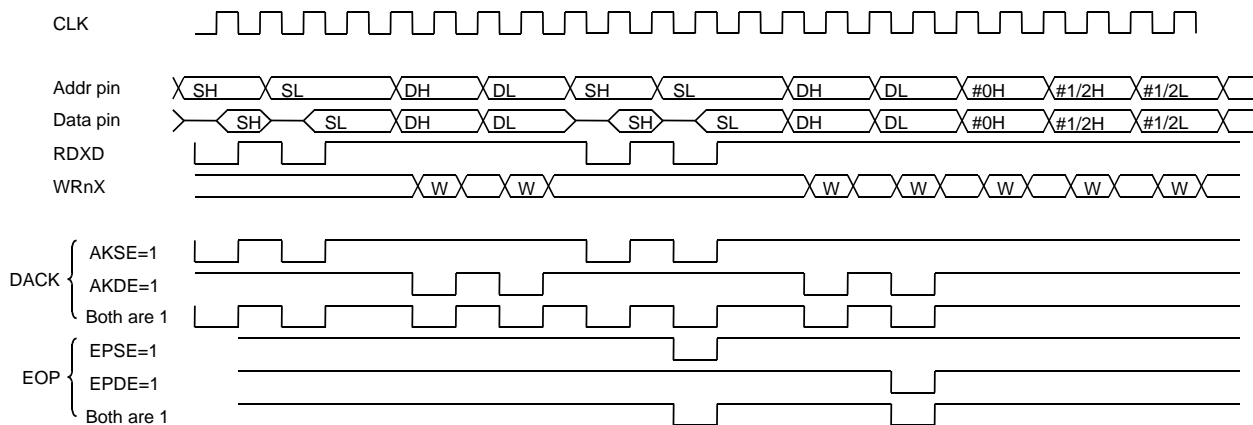 CLK
Addr pin SH SL DH DL SH SL DH DL #0H #1/2H #1/2L
Data pin SH SL DH DL SH SL DH DL #0H #1/2H #1/2L
RDXD
WRnX W W W W W W W
DACK
AKSE=1
AKDE=1
Both are 1
EOP
EPSE=1
EPDE=1
Both are 1